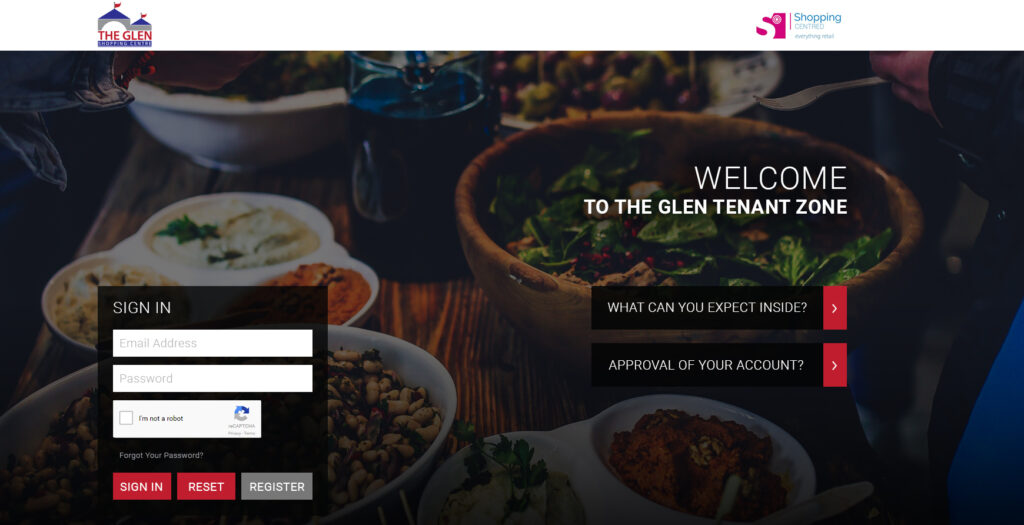 THE GLEN
SHOPPING CENTRE
Shopping
CENTRED
everything retail
WELCOME
TO THE GLEN TENANT ZONE
SIGN IN
Email Address
Password
I'm not a robot
reCAPTCHA
Privacy - Terms
Forgot Your Password?
SIGN IN
RESET
REGISTER
WHAT CAN YOU EXPECT INSIDE?
APPROVAL OF YOUR ACCOUNT?